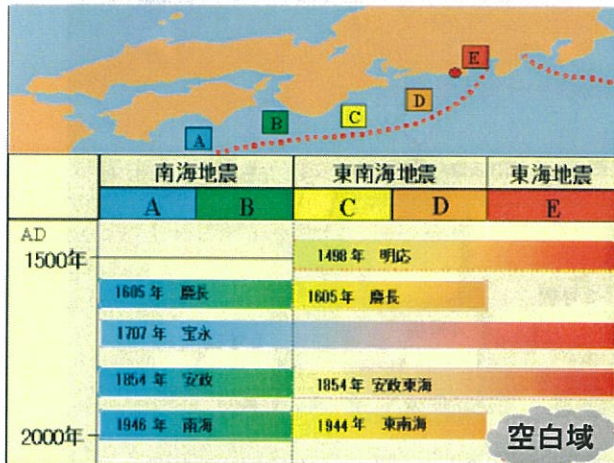 E
D
C
B
A
南海地震 東南海地震 東海地震
A B C D E
AD
1500年
1498年 明応
1605年 慶長 1605年 慶長
1707年 宝永
1854年 安政 1854年 安政東海
1946年 南海 1944年 東南海
2000年
空白域